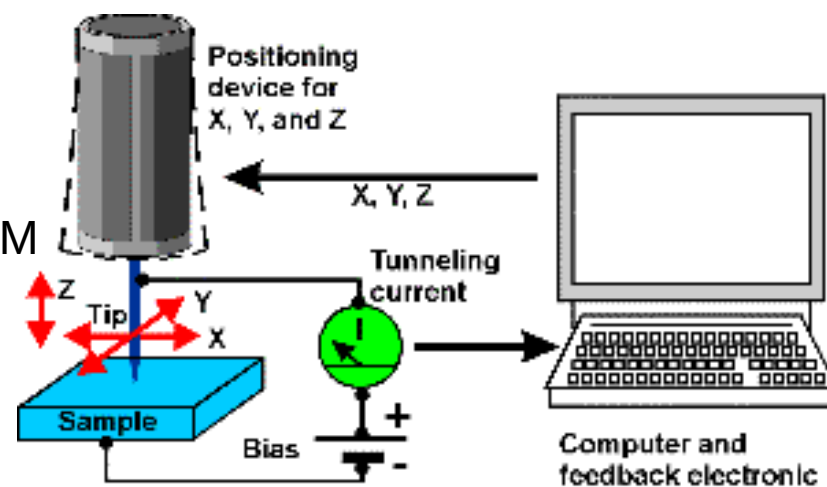 Positioning
device for
X, Y, and Z
X, Y, Z
M
Z
Tip
Y
X
Tunneling
current
I
Sample
Bias
+
-
Computer and
feedback electronic